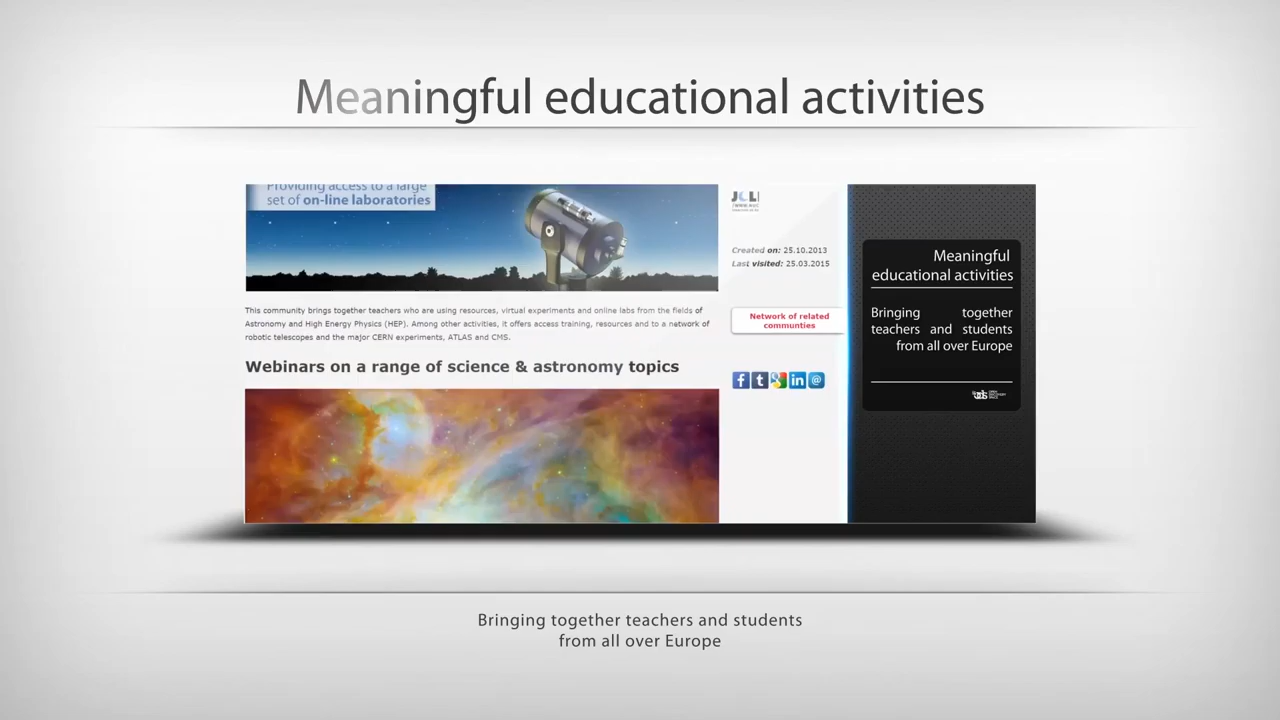 Meaningful educational activities
Providing access to a large
set of on-line laboratories
Created on: 25.10.2013
Last visited: 25.03.2015
This community brings together teachers who are using resources, virtual experiments and online labs from the fields of
Astronomy and High Energy Physics (HEP). Among other activities, it offers access training, resources and to a network of
robotic telescopes and the major CERN experiments, ATLAS and CMS.
Network of related
communties
Webinars on a range of science & astronomy topics
Meaningful
educational activities
Bringing together
teachers and students
from all over Europe
Bringing together teachers and students
from all over Europe